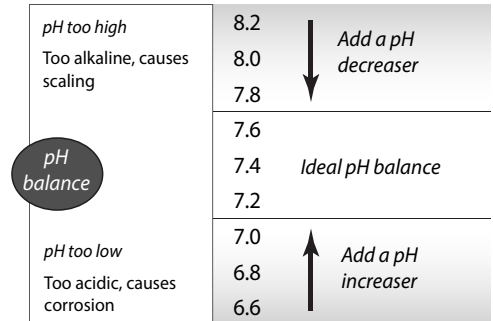 pH too high
Too alkaline, causes
scaling
pH
balance
pH too low
Too acidic, causes
corrosion
8.2
8.0
7.8
7.6
7.4
7.2
7.0
6.8
6.6
Add a pH
decreaser
Ideal pH balance
Add a pH
increaser